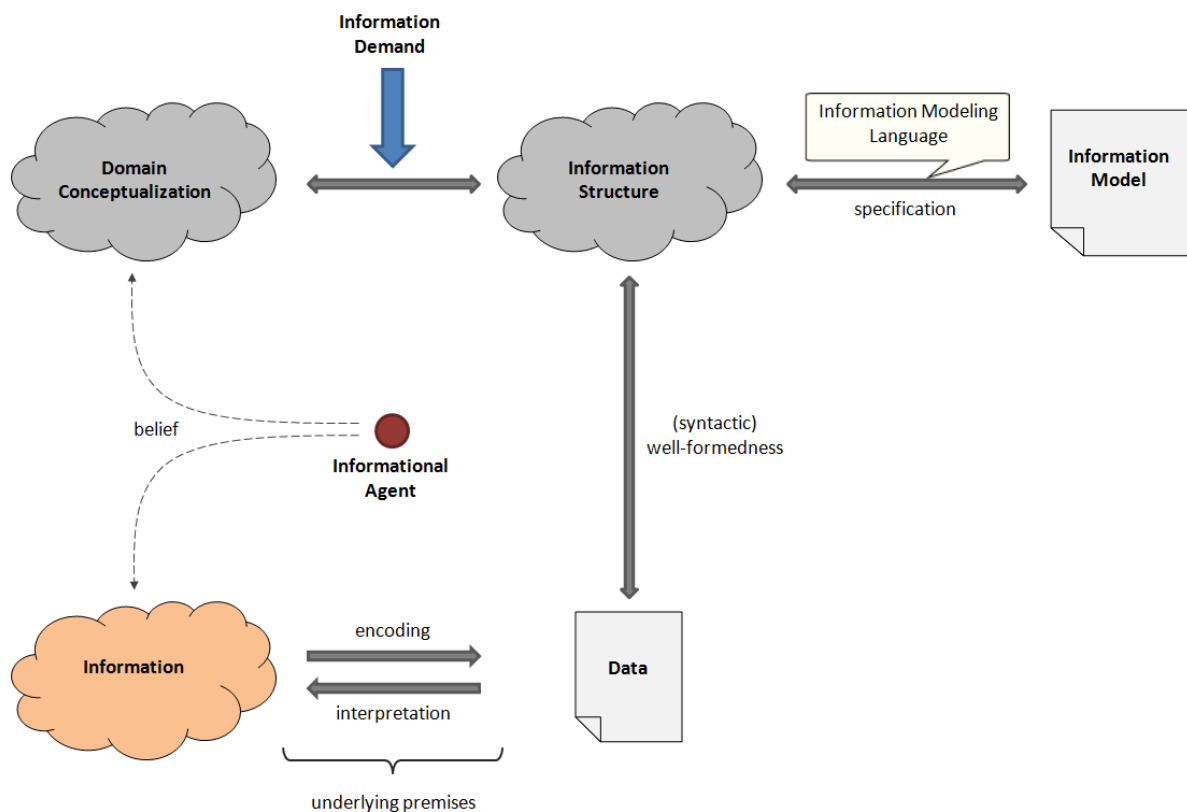 Information
Demand
Domain
Conceptualization
Information
Structure
Information Modeling
Language
specification
Information
Model
belief
Informational
Agent
(syntactic)
well-formedness
Information
encoding
interpretation
underlying premises
Data